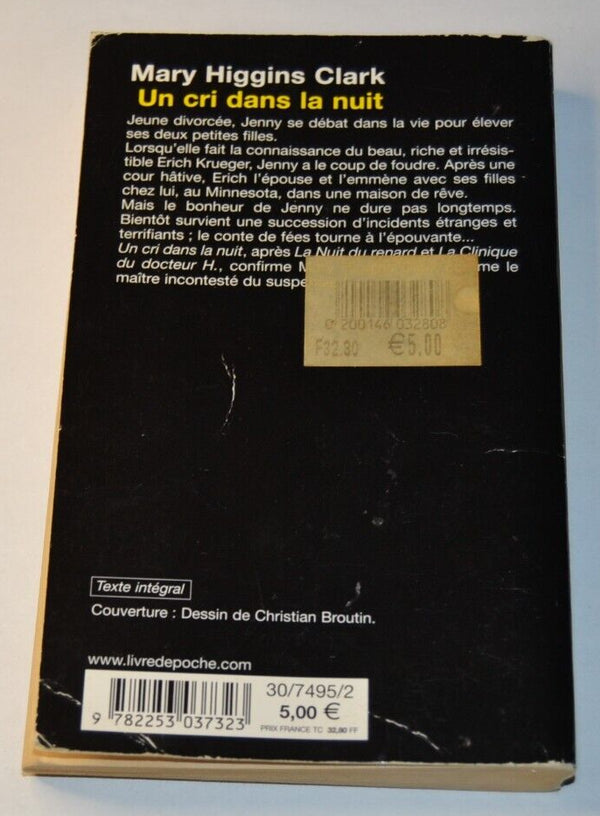 Mary Higgins Clark
Un cri dans la nuit
Jeune divorcée, Jenny se débat dans la vie pour élever
ses deux petites filles.
Lorsqu'elle fait la connaissance du beau, riche et irrésis-
tible Erich Krueger, Jenny a le coup de foudre. Après une
cour hâtive, Erich l'épouse et l'emmène avec ses filles
chez lui, au Minnesota, dans une maison de rêve.
Mais le bonheur de Jenny ne dure pas longtemps.
Bientôt survient une succession d'incidents étranges et
terrifiants ; le conte de fées tourne à l'épouvante...
Un cri dans la nuit, après La Nuit du renard et La Clinique
du docteur H., confirme M me le
maître incontesté du suspe
200146 032808
F32.80 €5,00
Texte intégral
Couverture : Dessin de Christian Broutin.
www.livredepoche.com
30/7495/2
5,00 €
9 782253 037323
PRIX FRANCE TC 32,80 FF